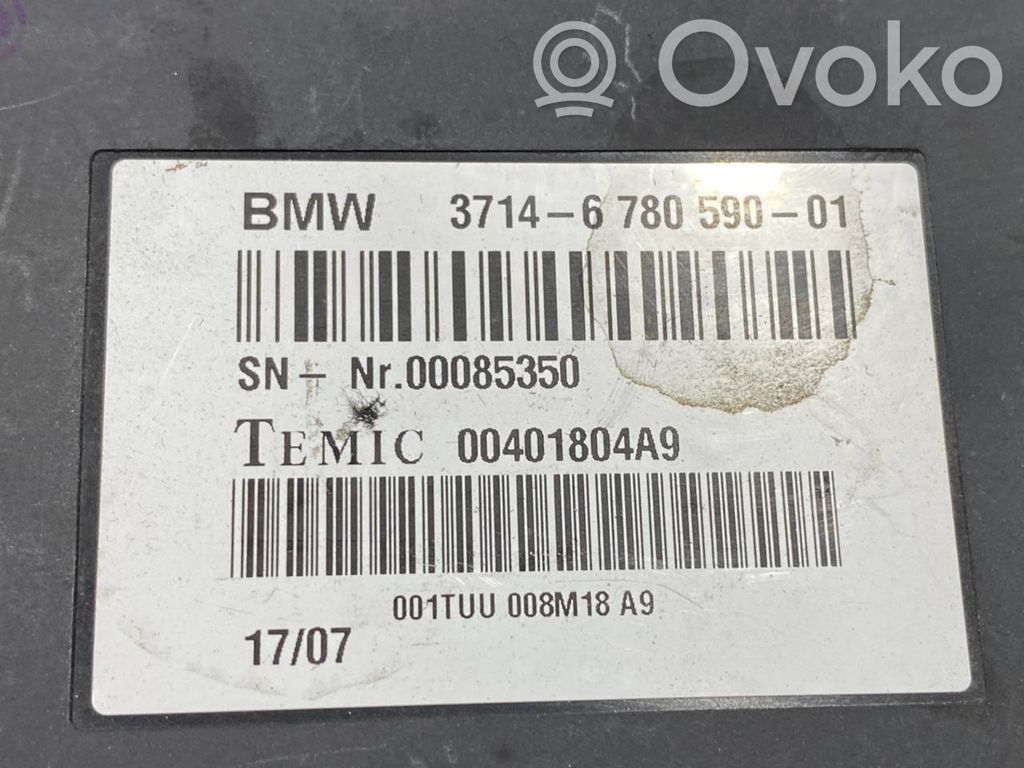 Ovoko
BMW 3714-6 780 590-01
SN- Nr.00085350
TEMIC 00401804A9
001TUU 008M18 A9
17/07